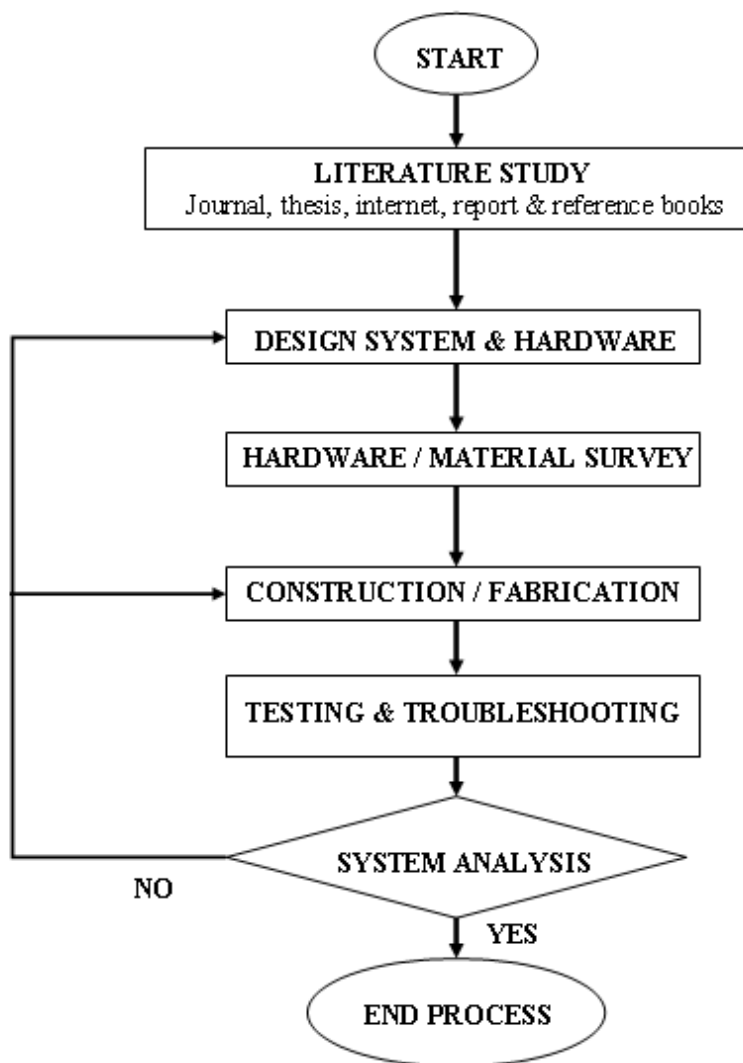 START
LITERATURE STUDY
Journal, thesis, internet, report & reference books
DESIGN SYSTEM & HARDWARE
HARDWARE / MATERIAL SURVEY
CONSTRUCTION / FABRICATION
TESTING & TROUBLESHOOTING
SYSTEM ANALYSIS
NO
YES
END PROCESS